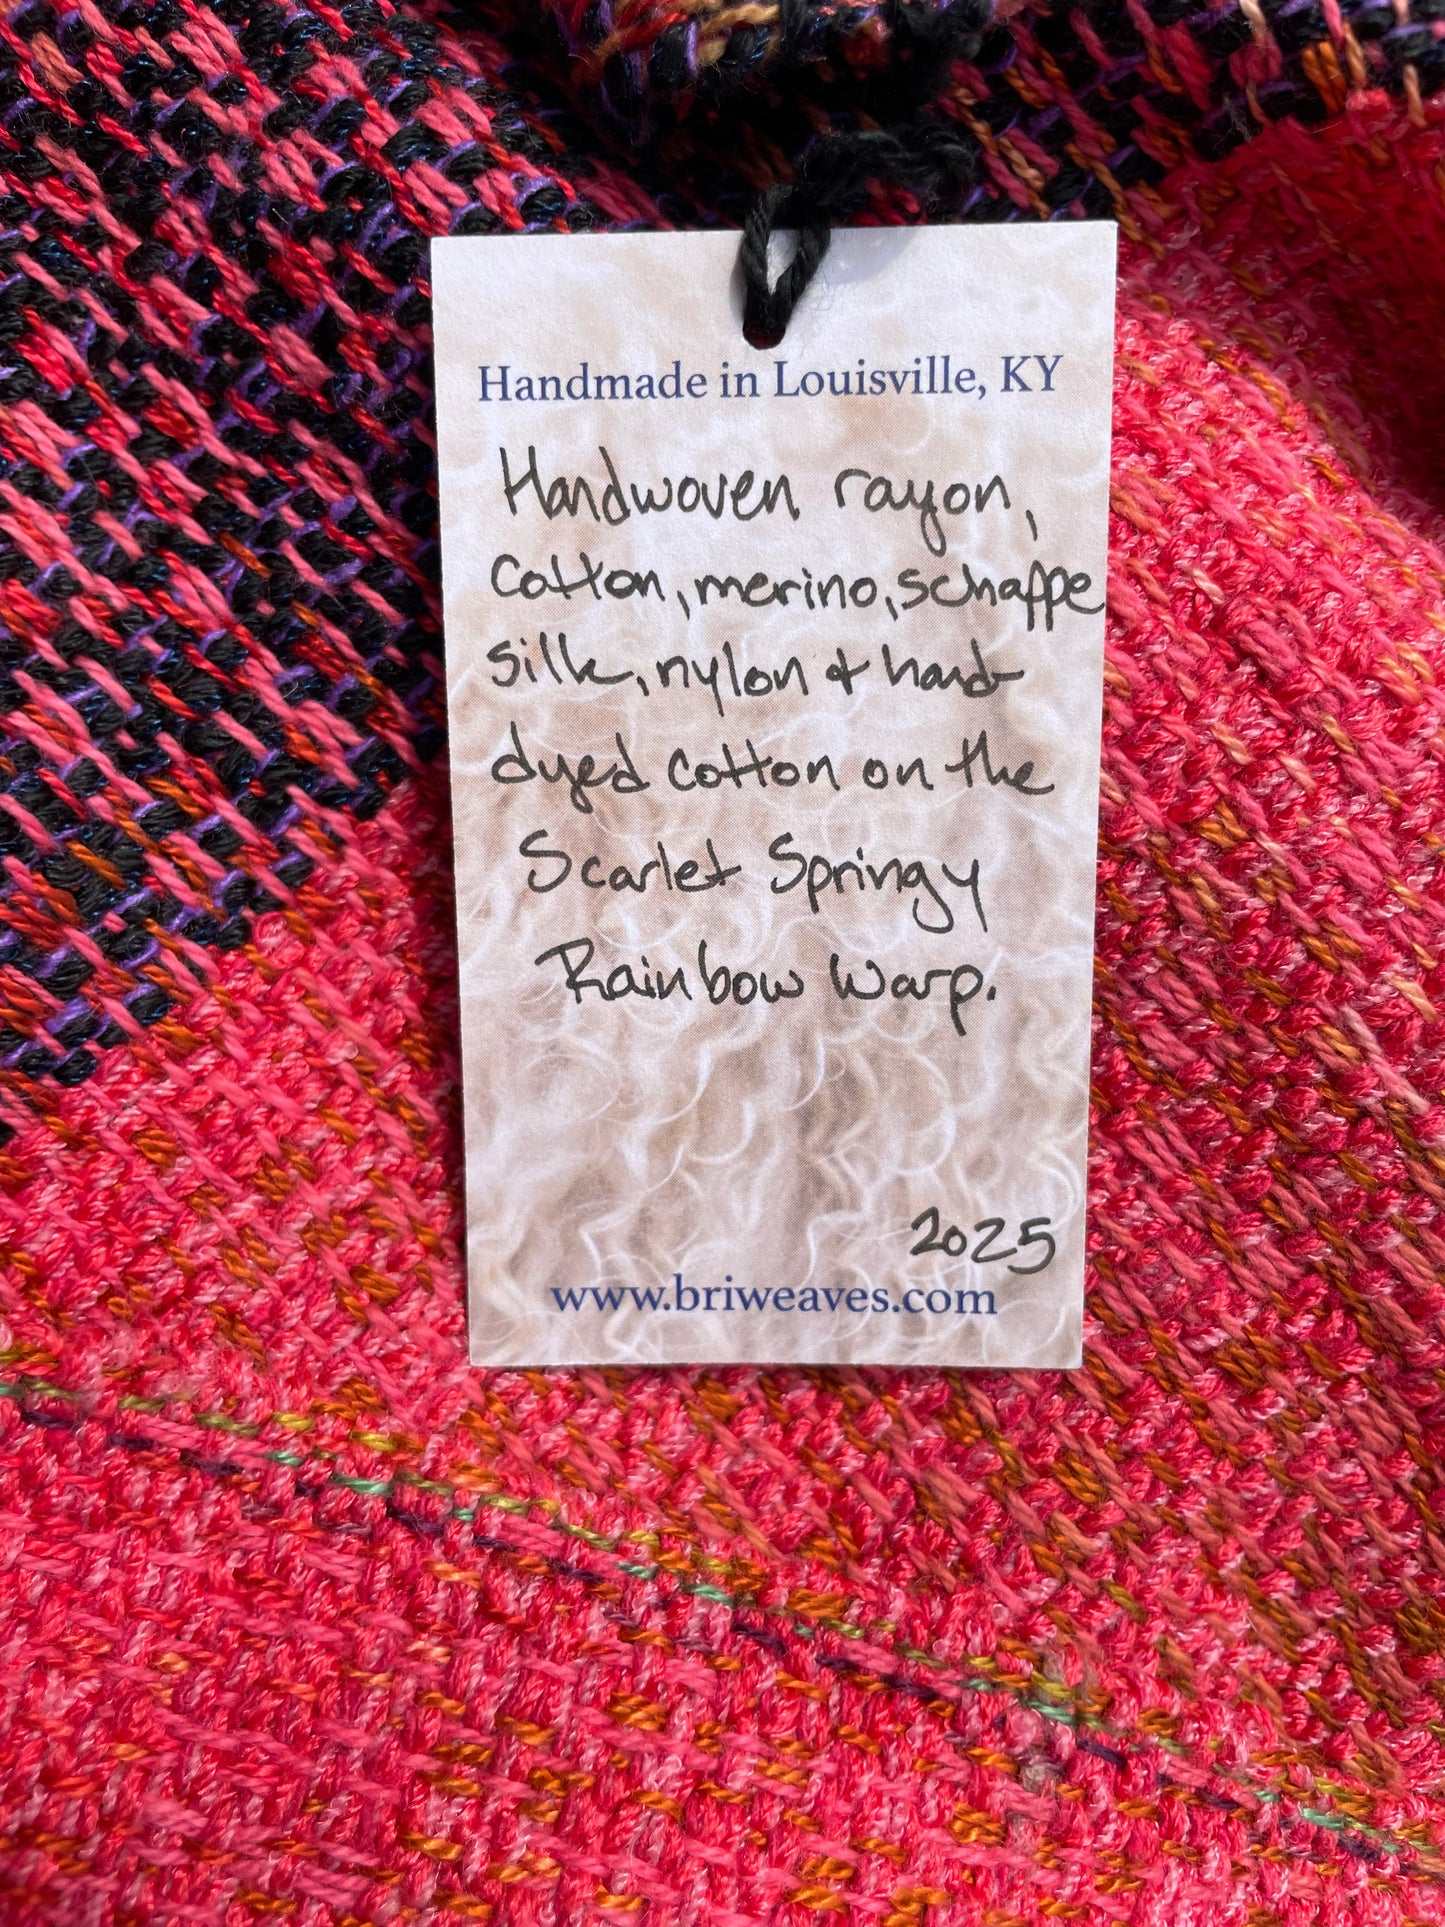 Handmade in Louisville, KY
Handwoven rayon,
cotton, merino, schappe
silk, nylon & hand-
dyed cotton on the
Scarlet Springy
Rainbow Warp.
2025
www.briweaves.com